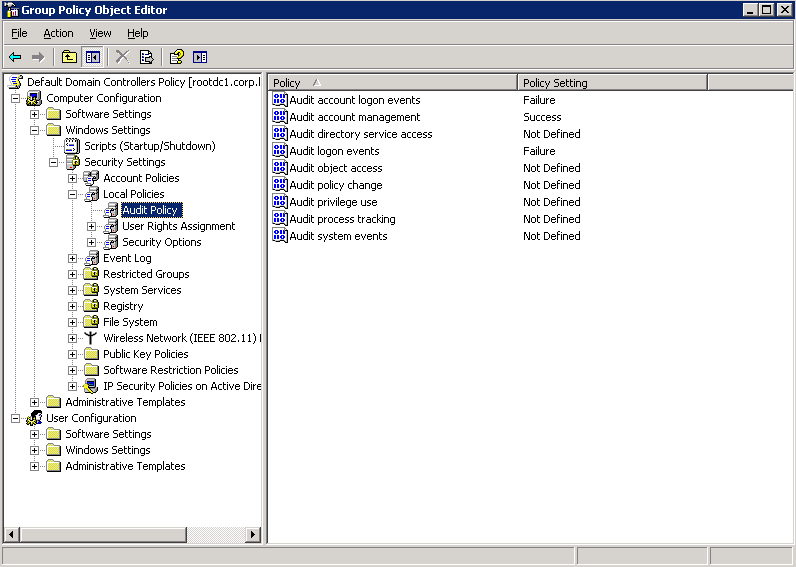 Group Policy Object Editor
File Action View Help
Default Domain Controllers Policy [rootdc1.corp.l
Computer Configuration
Software Settings
Windows Settings
Scripts (Startup/Shutdown)
Security Settings
Account Policies
Local Policies
Audit Policy
User Rights Assignment
Security Options
Event Log
Restricted Groups
System Services
Registry
File System
Wireless Network (IEEE 802.11)
Public Key Policies
Software Restriction Policies
IP Security Policies on Active Dire
Administrative Templates
User Configuration
Software Settings
Windows Settings
Administrative Templates
Policy Policy Setting
Audit account logon events Failure
Audit account management Success
Audit directory service access Not Defined
Audit logon events Failure
Audit object access Not Defined
Audit policy change Not Defined
Audit privilege use Not Defined
Audit process tracking Not Defined
Audit system events Not Defined